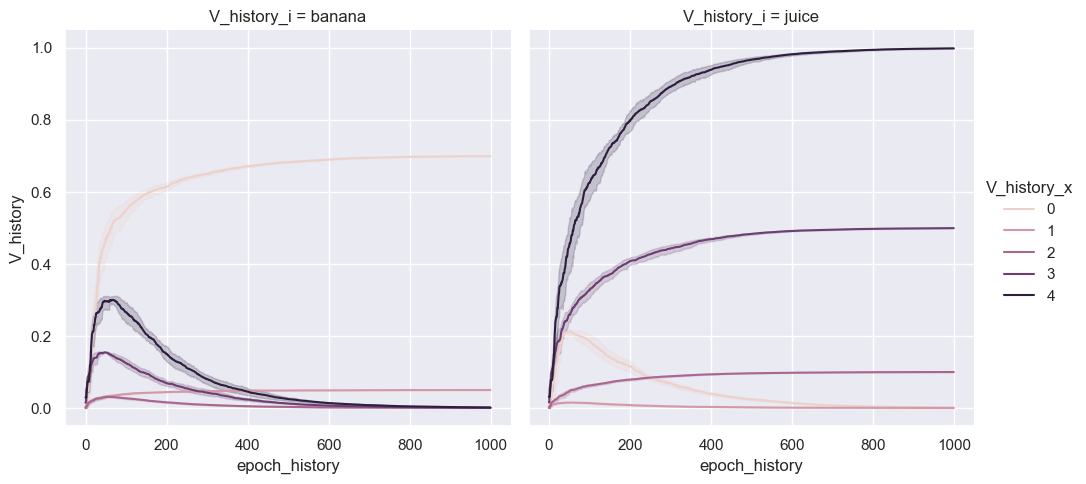 V_history_i = banana
V_history_i = juice
V_history
1.0
0.8
0.6
0.4
0.2
0.0
0 200 400 600 800 1000
0 200 400 600 800 1000
epoch_history
epoch_history
V_history_x
0
1
2
3
4